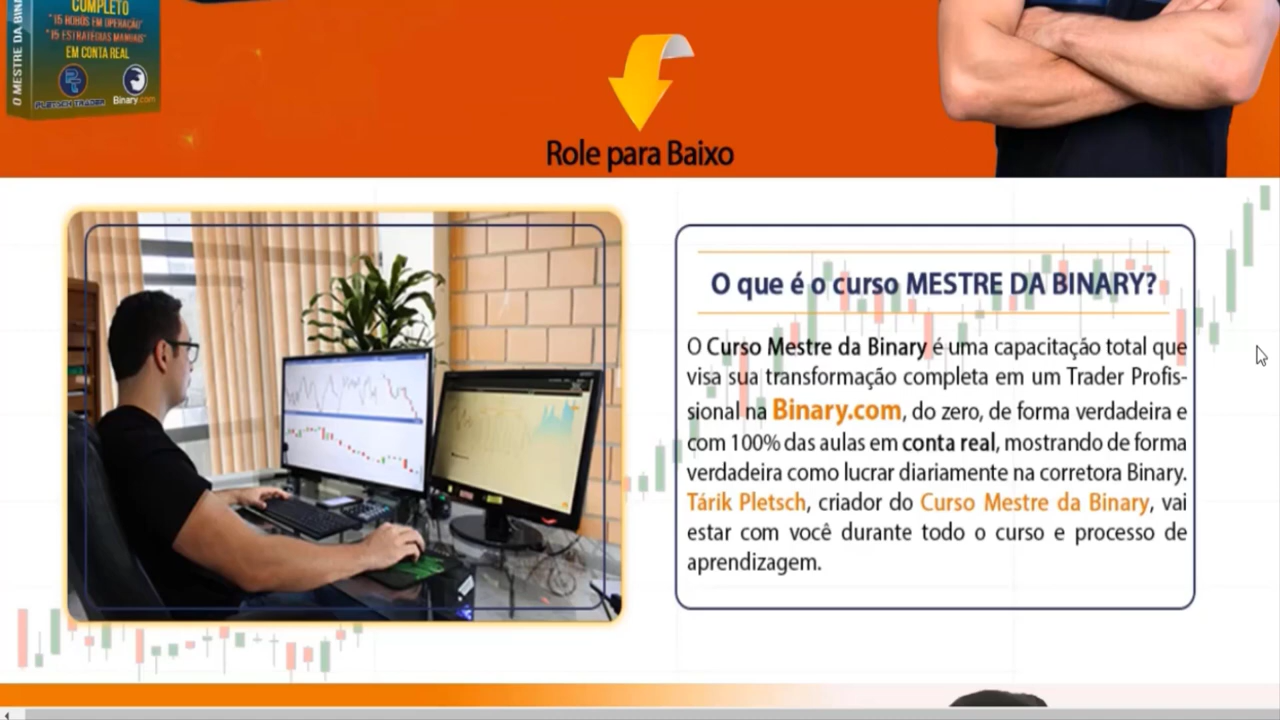 O MESTRE DA BINA
COMPLETO
"15 ROBÔS EM OPERAÇÃO"
"15 ESTRATÉGIAS MANUAIS"
EM CONTA REAL
PLETSCH TRADER
Binary.com
Role para Baixo
O que é o curso MESTRE DA BINARY?
O Curso Mestre da Binary é uma capacitação total que
visa sua transformação completa em um Trader Profis-
sional na Binary.com, do zero, de forma verdadeira e
com 100% das aulas em conta real, mostrando de forma
verdadeira como lucrar diariamente na corretora Binary.
Tárik Pletsch, criador do Curso Mestre da Binary, vai
estar com você durante todo o curso e processo de
aprendizagem.